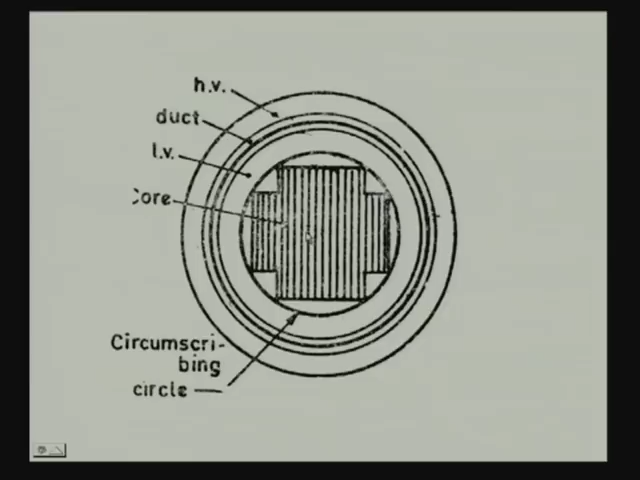 h.v.
duct
l.v.
Core
Circumscri-
bing
circle